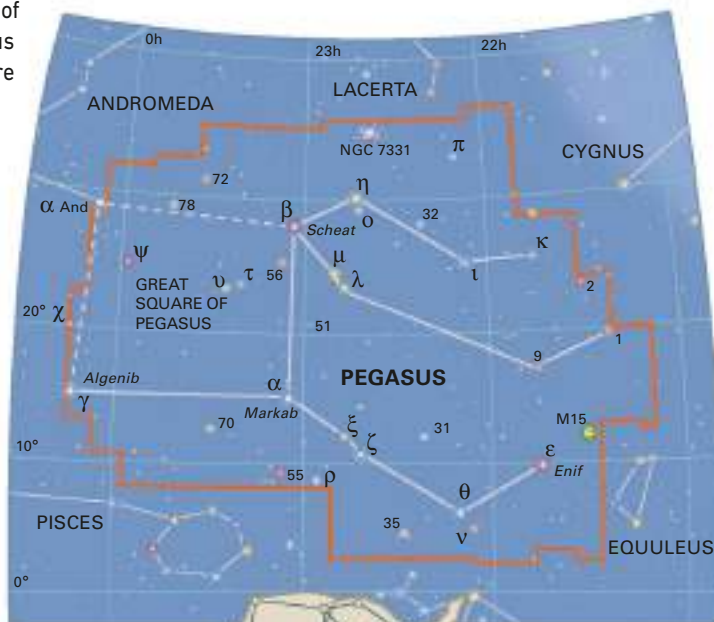 of
us
re
0h
23h
22h
LACERTA
ANDROMEDA
NGC 7331
π
CYGNUS
72
α And
78
β
Scheat
η
ο
32
ψ
κ
ι
GREAT
SQUARE OF
PEGASUS
υ
τ
56
μ
λ
2
20°
χ
51
1
9
Algenib
γ
α
Markab
PEGASUS
M15
70
ξ
ζ
31
ε
Enif
10°
55
ρ
θ
ν
35
PISCES
EQUULEUS
0°